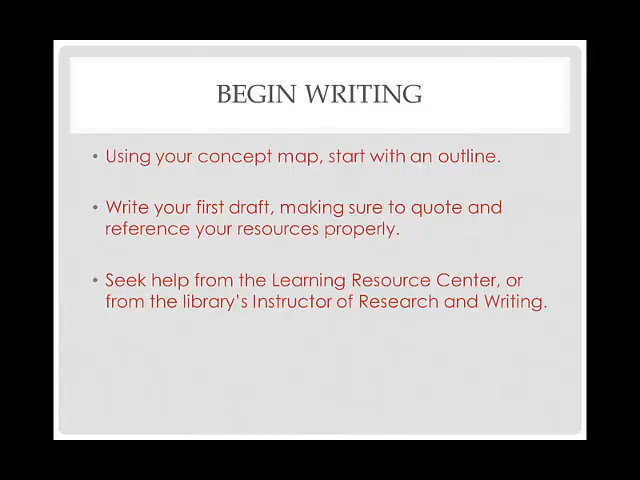 BEGIN WRITING
• Using your concept map, start with an outline.
• Write your first draft, making sure to quote and
reference your resources properly.
• Seek help from the Learning Resource Center, or
from the library's Instructor of Research and Writing.